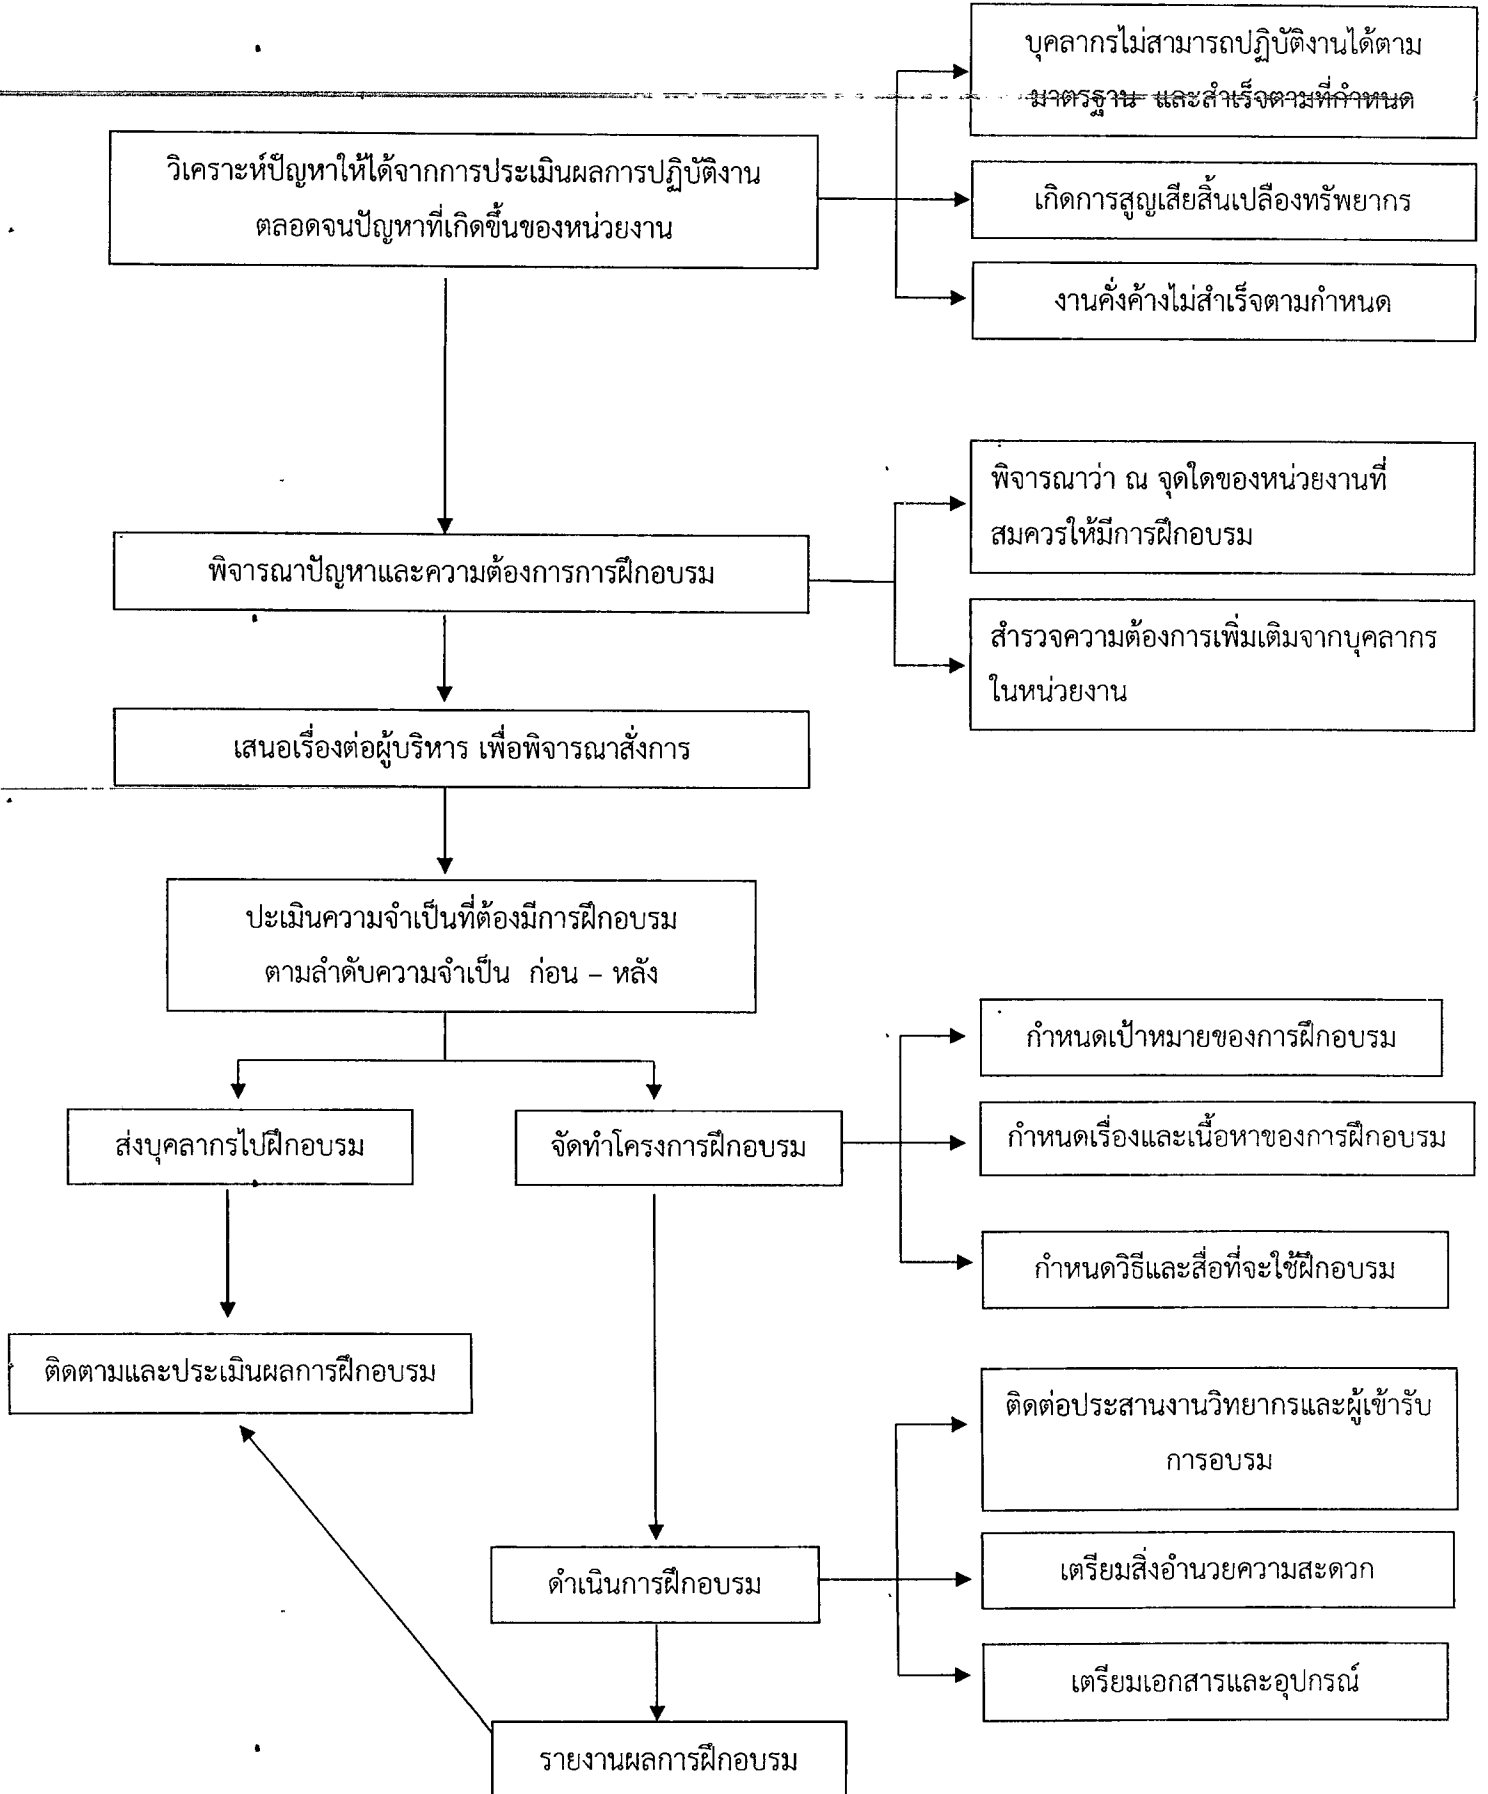 บุคลากรไม่สามารถปฏิบัติงานได้ตาม
มาตรฐาน และสำเร็จตามที่กำหนด
วิเคราะห์ปัญหาให้ได้จากการประเมินผลการปฏิบัติงาน
ตลอดจนปัญหาที่เกิดขึ้นของหน่วยงาน
เกิดการสูญเสียสิ้นเปลืองทรัพยากร
งานคั่งค้างไม่สำเร็จตามกำหนด
พิจารณาปัญหาและความต้องการการฝึกอบรม
พิจารณาว่า ณ จุดใดของหน่วยงานที่
สมควรให้มีการฝึกอบรม
สำรวจความต้องการเพิ่มเติมจากบุคลากร
ในหน่วยงาน
เสนอเรื่องต่อผู้บริหาร เพื่อพิจารณาสั่งการ
ปะเมินความจำเป็นที่ต้องมีการฝึกอบรม
ตามลำดับความจำเป็น ก่อน – หลัง
ส่งบุคลากรไปฝึกอบรม
จัดทำโครงการฝึกอบรม
กำหนดเป้าหมายของการฝึกอบรม
กำหนดเรื่องและเนื้อหาของการฝึกอบรม
กำหนดวิธีและสื่อที่จะใช้ฝึกอบรม
ติดตามและประเมินผลการฝึกอบรม
ดำเนินการฝึกอบรม
ติดต่อประสานงานวิทยากรและผู้เข้ารับ
การอบรม
เตรียมสิ่งอำนวยความสะดวก
เตรียมเอกสารและอุปกรณ์
รายงานผลการฝึกอบรม